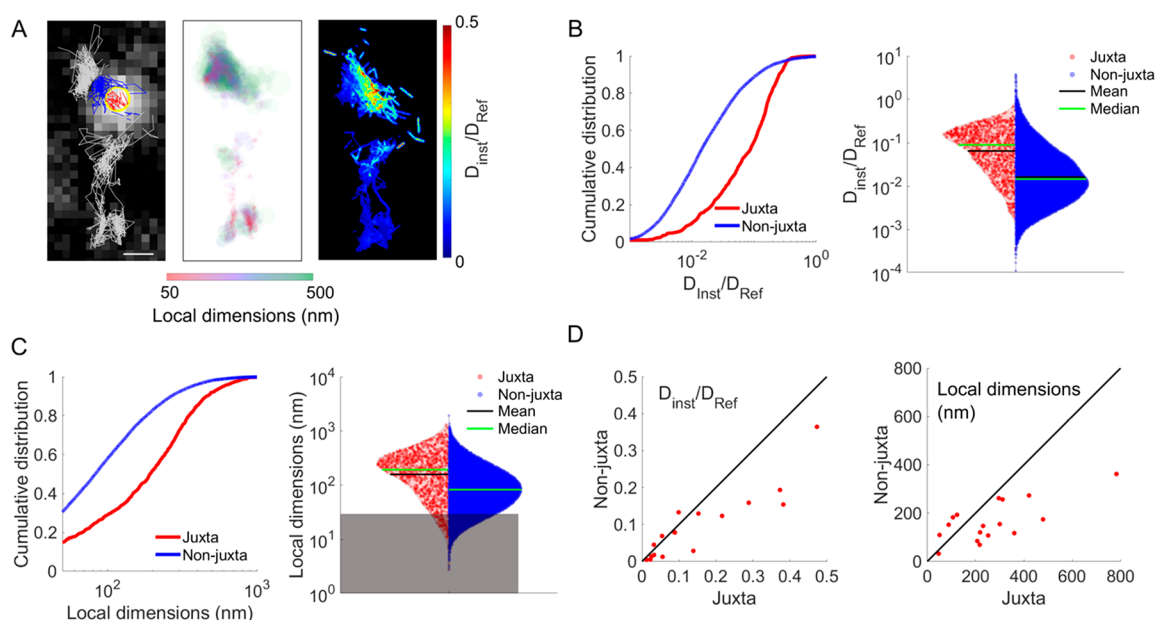 A
0.5
D_inst/D_Ref
0
50 500
Local dimensions (nm)
B
Cumulative distribution
1
0.8
0.6
0.4
0.2
0
10^-2 10^0
D_Inst/D_Ref
Juxta
Non-juxta
D_inst/D_Ref
10^1
10^0
10^-1
10^-2
10^-3
10^-4
Juxta
Non-juxta
Mean
Median
C
Cumulative distribution
1
0.8
0.6
0.4
0.2
0
10^2 10^3
Local dimensions (nm)
Juxta
Non-juxta
Local dimensions (nm)
10^4
10^3
10^2
10^1
10^0
Juxta
Non-juxta
Mean
Median
D
Non-juxta
0.5
0.4
0.3
0.2
0.1
0
D_inst/D_Ref
0 0.1 0.2 0.3 0.4 0.5
Juxta
Non-juxta
800
600
400
200
0
Local dimensions
(nm)
0 200 400 600 800
Juxta